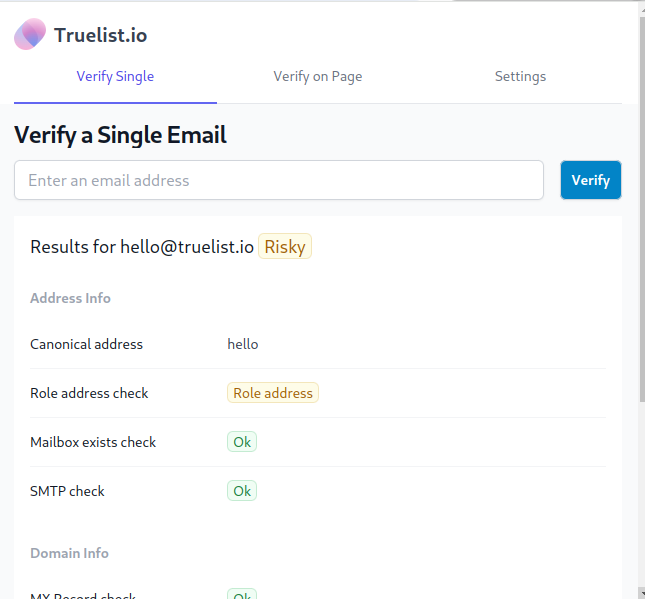 Truelist.io
Verify Single Verify on Page Settings
Verify a Single Email
Enter an email address Verify
Results for hello@truelist.io Risky
Address Info
Canonical address hello
Role address check Role address
Mailbox exists check Ok
SMTP check Ok
Domain Info
MX Record check Ok